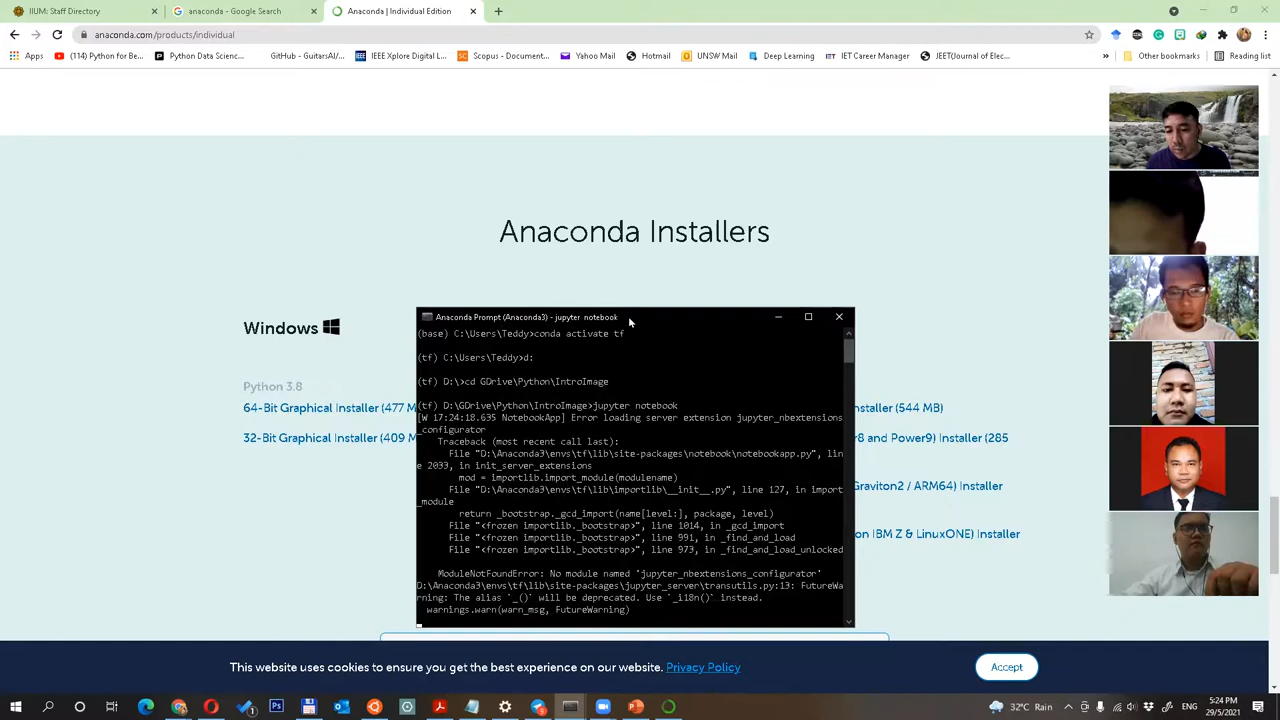 IIUM: Staff Directory
anaconda - Google Search
Anaconda | Individual Edition
anaconda.com/products/individual
Apps
(114) Python for Be...
Python Data Scienc...
GitHub - GuitarsAI/...
IEEE Xplore Digital L...
Scopus - Document...
Yahoo Mail
Hotmail
UNSW Mail
Deep Learning
IET Career Manager
JEET(Journal of Elec...
»
Other bookmarks
Reading list
Anaconda Installers
Windows
Python 3.8
64-Bit Graphical Installer (477 M
32-Bit Graphical Installer (409 M
nstaller (544 MB)
r8 and Power9) Installer (285
Graviton2 / ARM64) Installer
on IBM Z & LinuxONE) Installer
Anaconda Prompt (Anaconda3) - jupyter notebook
(base) C:\Users\Teddy>conda activate tf
(tf) C:\Users\Teddy>d:
(tf) D:\>cd GDrive\Python\IntroImage
(tf) D:\GDrive\Python\IntroImage>jupyter notebook
[W 17:24:18.635 NotebookApp] Error loading server extension jupyter_nbextensions
_configurator
Traceback (most recent call last):
File "D:\Anaconda3\envs\tf\lib\site-packages\notebook\notebookapp.py", lin
e 2033, in init_server_extensions
mod = importlib.import_module(modulename)
File "D:\Anaconda3\envs\tf\lib\importlib\__init__.py", line 127, in import
_module
return _bootstrap._gcd_import(name[level:], package, level)
File "<frozen importlib._bootstrap>", line 1014, in _gcd_import
File "<frozen importlib._bootstrap>", line 991, in _find_and_load
File "<frozen importlib._bootstrap>", line 973, in _find_and_load_unlocked
ModuleNotFoundError: No module named 'jupyter_nbextensions_configurator'
D:\Anaconda3\envs\tf\lib\site-packages\jupyter_server\transutils.py:13: FutureWa
rning: The alias `_()` will be deprecated. Use `_i18n()` instead.
warnings.warn(warn_msg, FutureWarning)
This website uses cookies to ensure you get the best experience on our website. Privacy Policy
Accept
32°C Rain
ENG
5:24 PM
29/5/2021